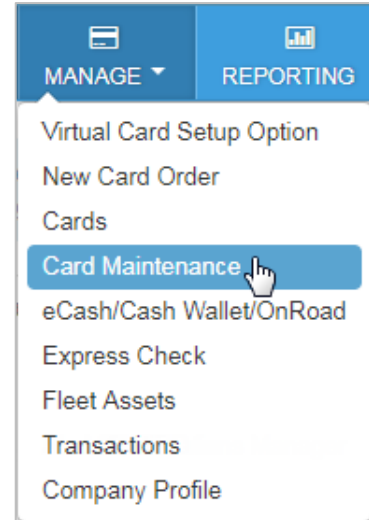 MANAGE
REPORTING
Virtual Card Setup Option
New Card Order
Cards
Card Maintenance
eCash/Cash Wallet/OnRoad
Express Check
Fleet Assets
Transactions
Company Profile